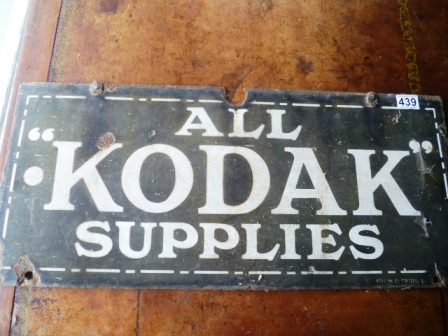 ALL
439
"KODAK"
SUPPLIES